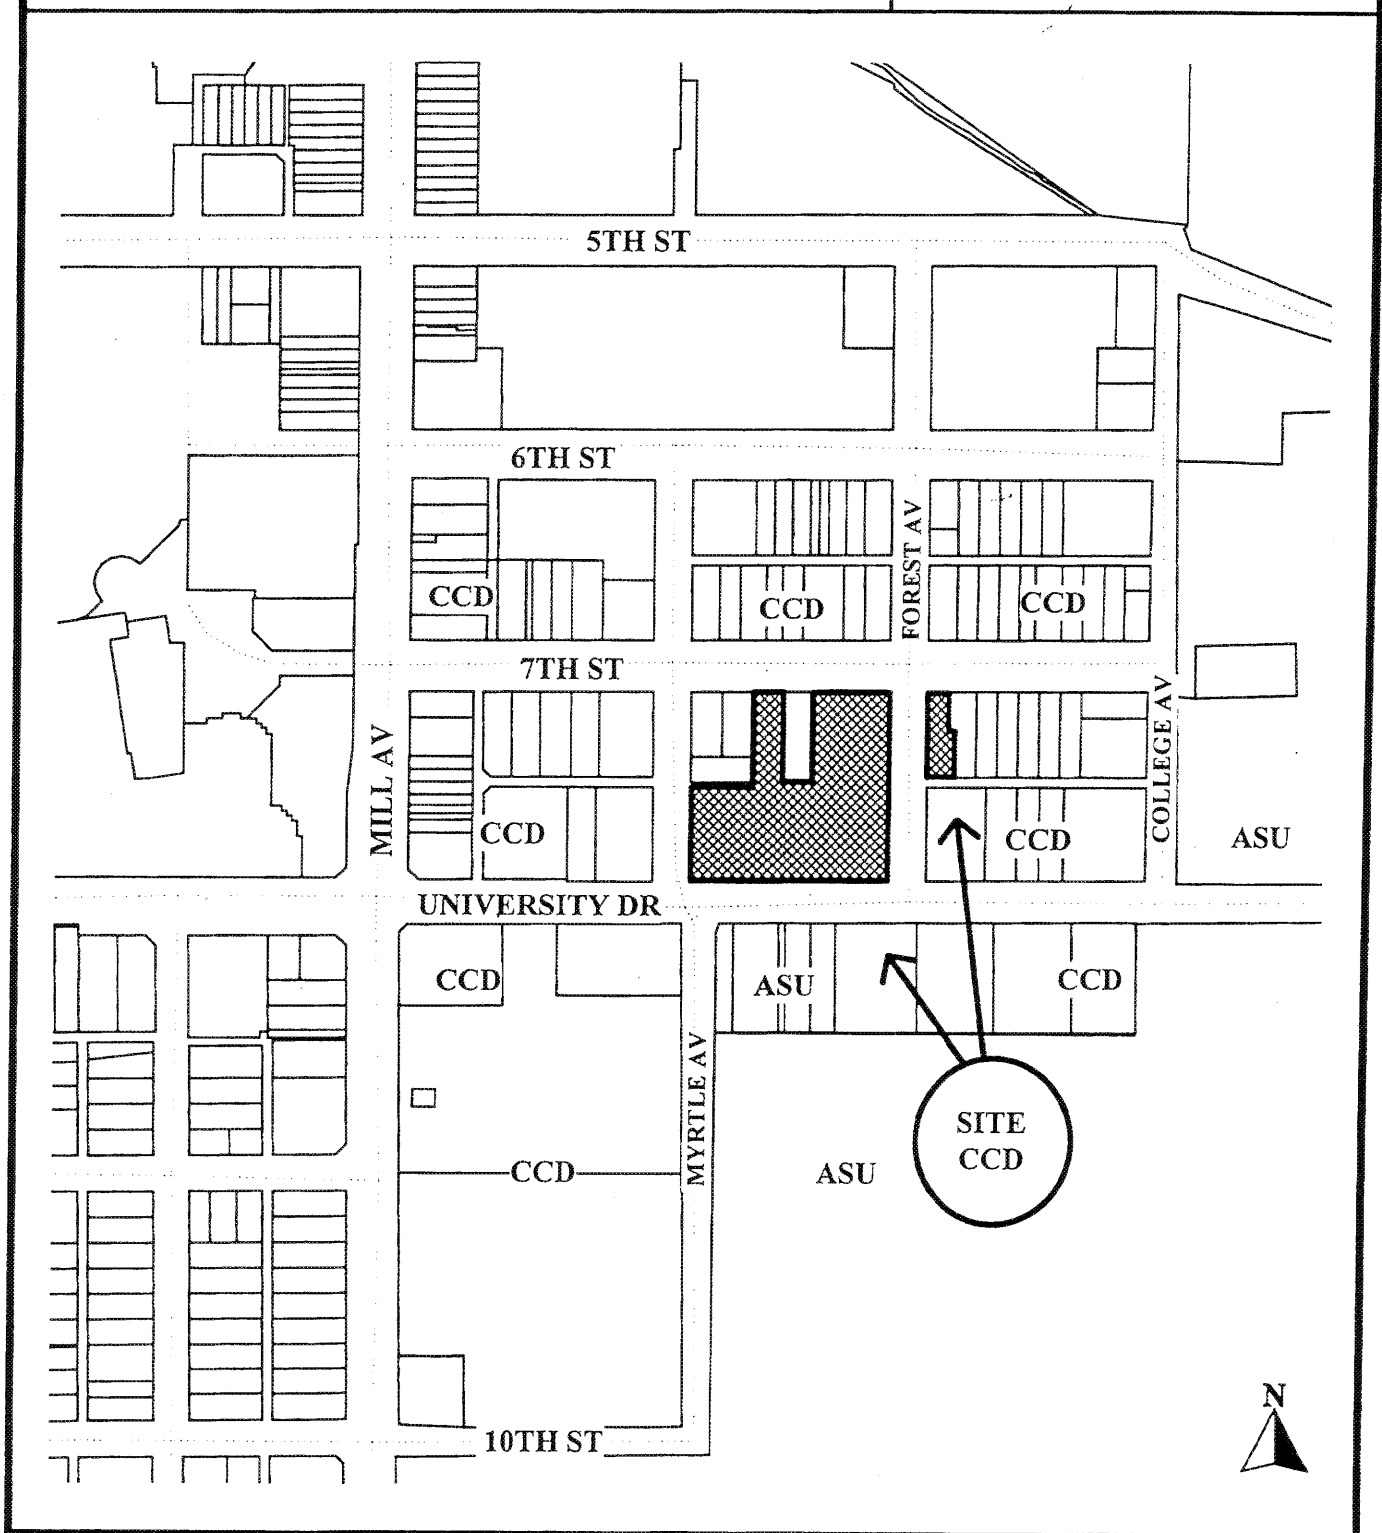 5TH ST
6TH ST
FOREST AV
CCD
CCD
CCD
7TH ST
MILL AV
COLLEGE AV
CCD
CCD
ASU
UNIVERSITY DR
CCD
ASU
CCD
MYRTLE AV
SITE
CCD
CCD
ASU
N
10TH ST